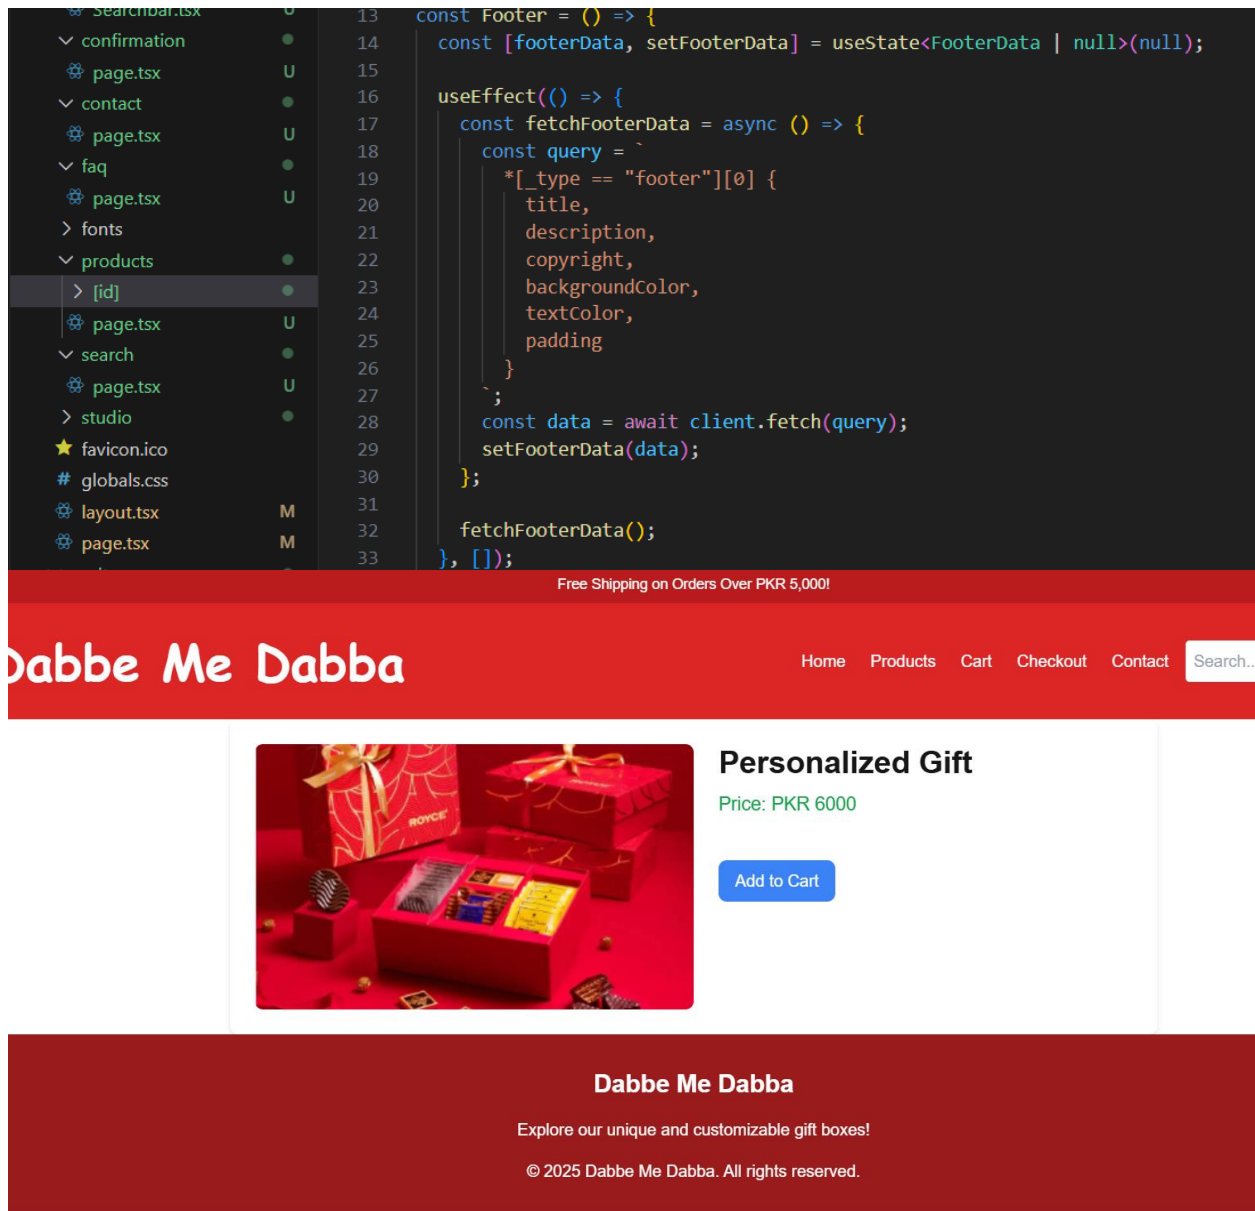 Searchbar.tsx U
confirmation
page.tsx U
contact
page.tsx U
faq
page.tsx U
fonts
products
[id]
page.tsx U
search
page.tsx U
studio
favicon.ico
# globals.css
layout.tsx M
page.tsx M
13 const Footer = () => {
14 const [footerData, setFooterData] = useState<FooterData | null>(null);
15
16 useEffect(() => {
17 const fetchFooterData = async () => {
18 const query = `
19 *[_type == "footer"][0] {
20 title,
21 description,
22 copyright,
23 backgroundColor,
24 textColor,
25 padding
26 }
27 `;
28 const data = await client.fetch(query);
29 setFooterData(data);
30 };
31
32 fetchFooterData();
33 }, []);
Free Shipping on Orders Over PKR 5,000!
Dabbe Me Dabba
Home Products Cart Checkout Contact Search...
ROYCE'
Personalized Gift
Price: PKR 6000
Add to Cart
Dabbe Me Dabba
Explore our unique and customizable gift boxes!
© 2025 Dabbe Me Dabba. All rights reserved.